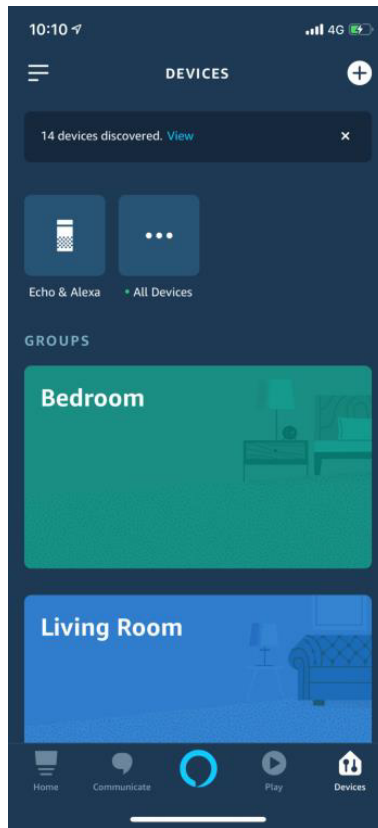 10:10 4G
DEVICES
14 devices discovered. View
Echo & Alexa All Devices
GROUPS
Bedroom
Living Room
Home Communicate Play Devices